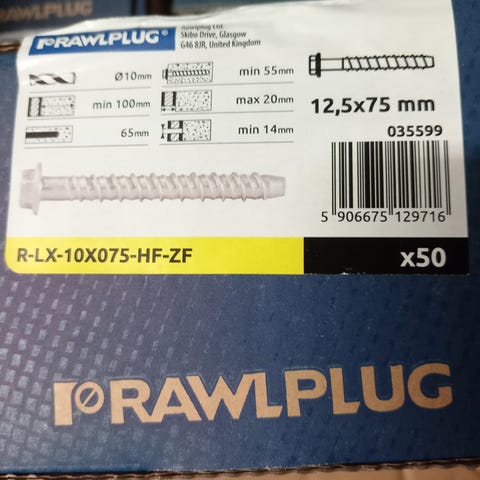 RAWLPLUG®
Rawlplug Ltd.
Skibo Drive, Glasgow
G46 8JR, United Kingdom
Ø10mm
min 55mm
min 100mm
max 20mm
65mm
min 14mm
12,5x75 mm
035599
5 906675 129716
R-LX-10X075-HF-ZF
x50
RAWLPLUG